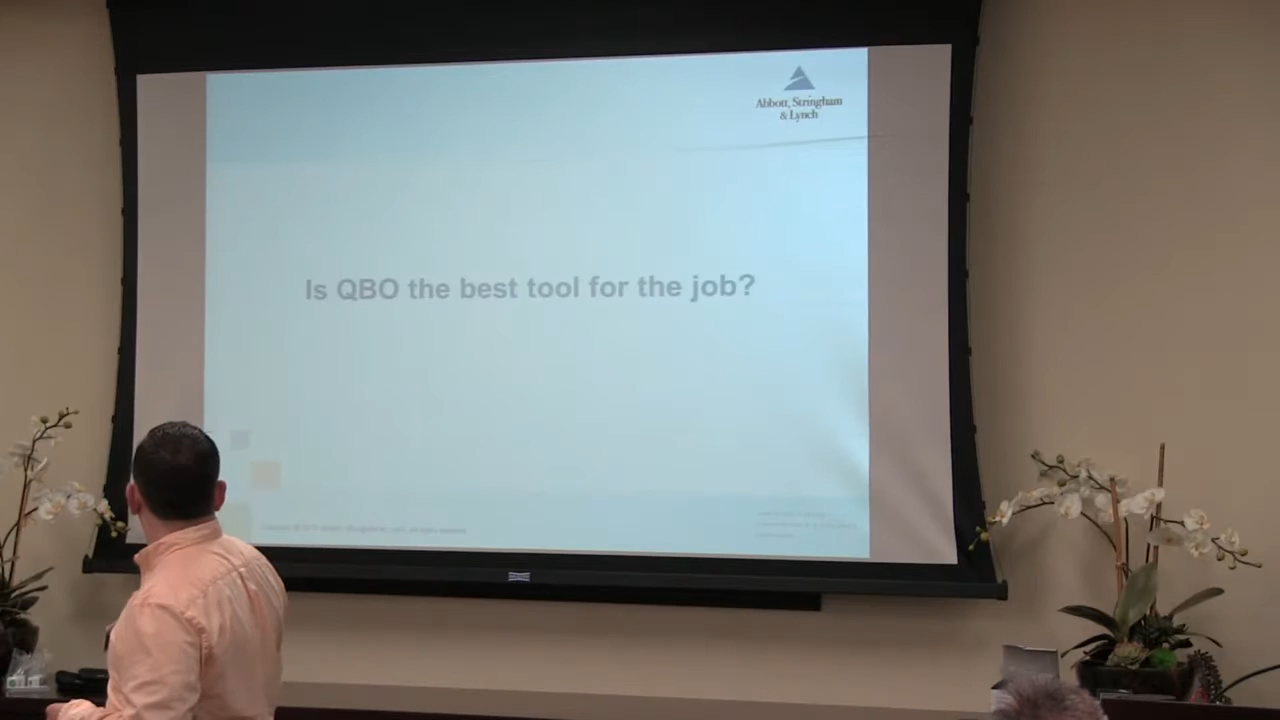 Abbott, Stringham
& Lynch
Is QBO the best tool for the job?